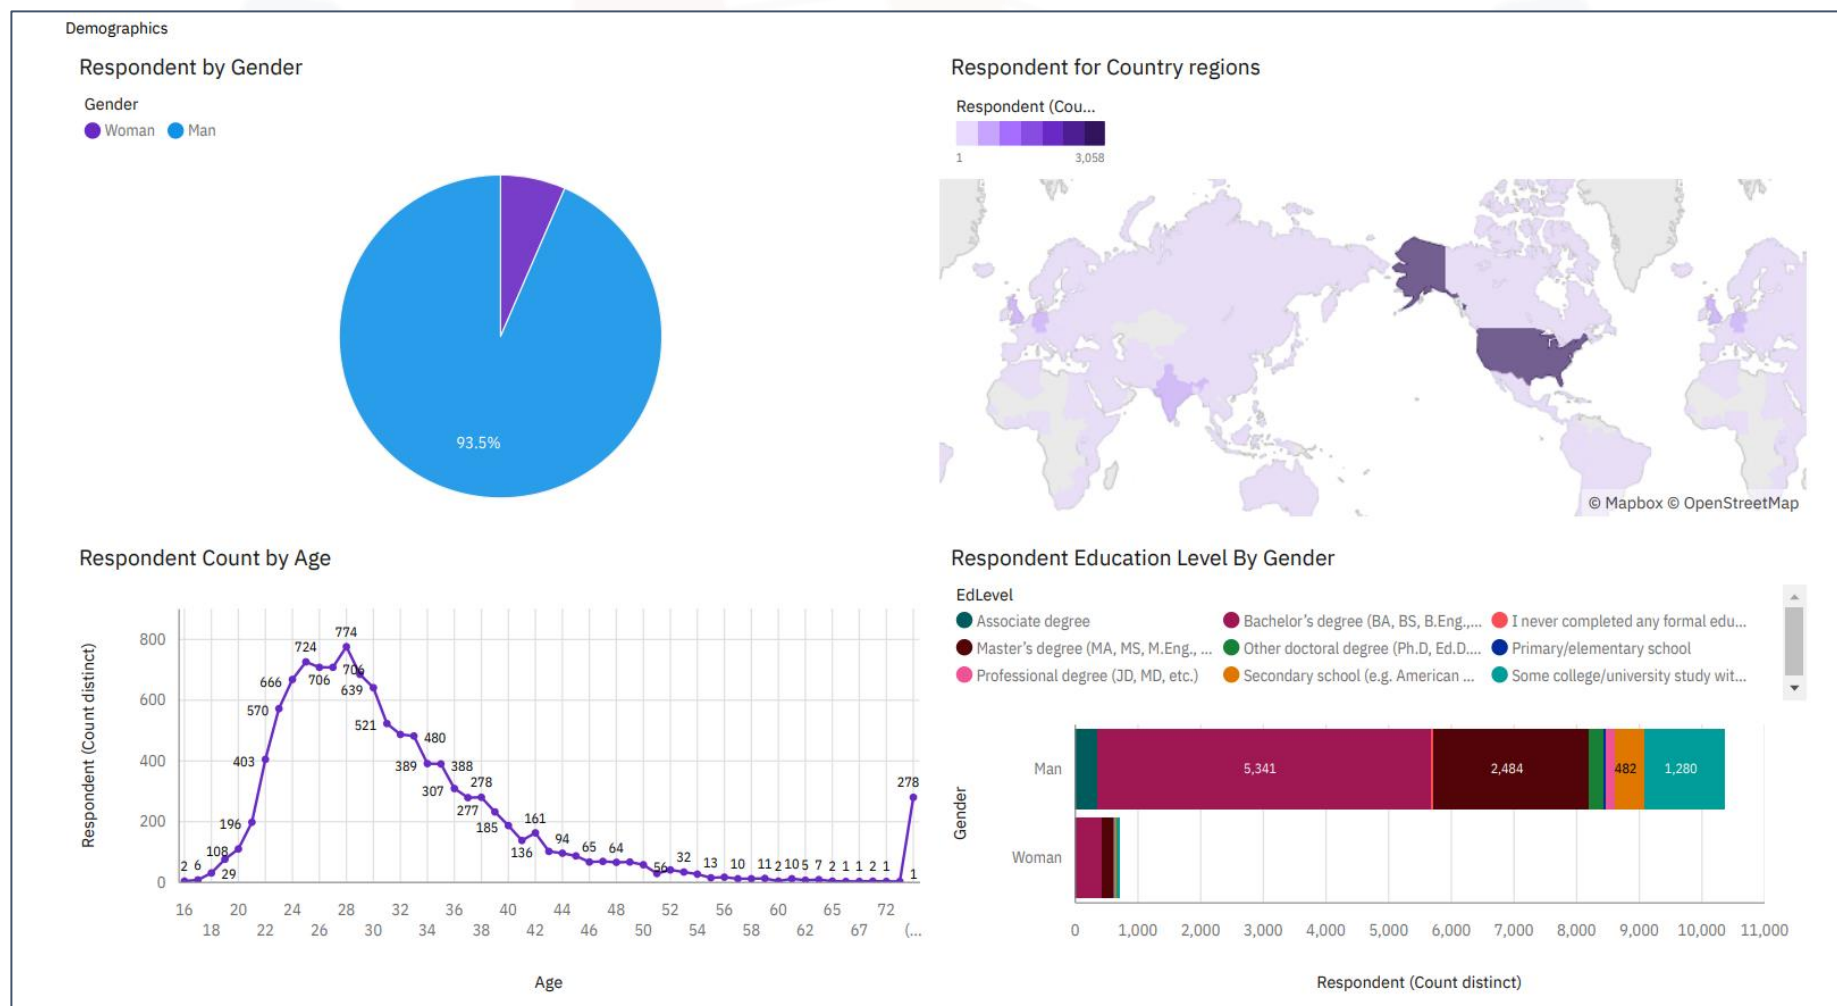 Demographics
Respondent by Gender
Gender
Woman Man
93.5%
Respondent for Country regions
Respondent (Cou...
1 3,058
© Mapbox © OpenStreetMap
Respondent Count by Age
Respondent (Count distinct)
800
600
400
200
0
2 6 29 108 196 403 570 666 724 706 774 706 639 521 480 389 388 307 277 278 185 136 161 94 65 64 56 32 13 10 11 2 10 5 7 2 1 1 2 1 1 278
16 20 24 28 32 36 40 44 48 52 56 60 65 72
18 22 26 30 34 38 42 46 50 54 58 62 67 (...
Age
Respondent Education Level By Gender
EdLevel
Associate degree Bachelor's degree (BA, BS, B.Eng.,... I never completed any formal edu...
Master's degree (MA, MS, M.Eng., ... Other doctoral degree (Ph.D, Ed.D.... Primary/elementary school
Professional degree (JD, MD, etc.) Secondary school (e.g. American ... Some college/university study wit...
Gender
Man 5,341 2,484 482 1,280
Woman
0 1,000 2,000 3,000 4,000 5,000 6,000 7,000 8,000 9,000 10,000 11,000
Respondent (Count distinct)